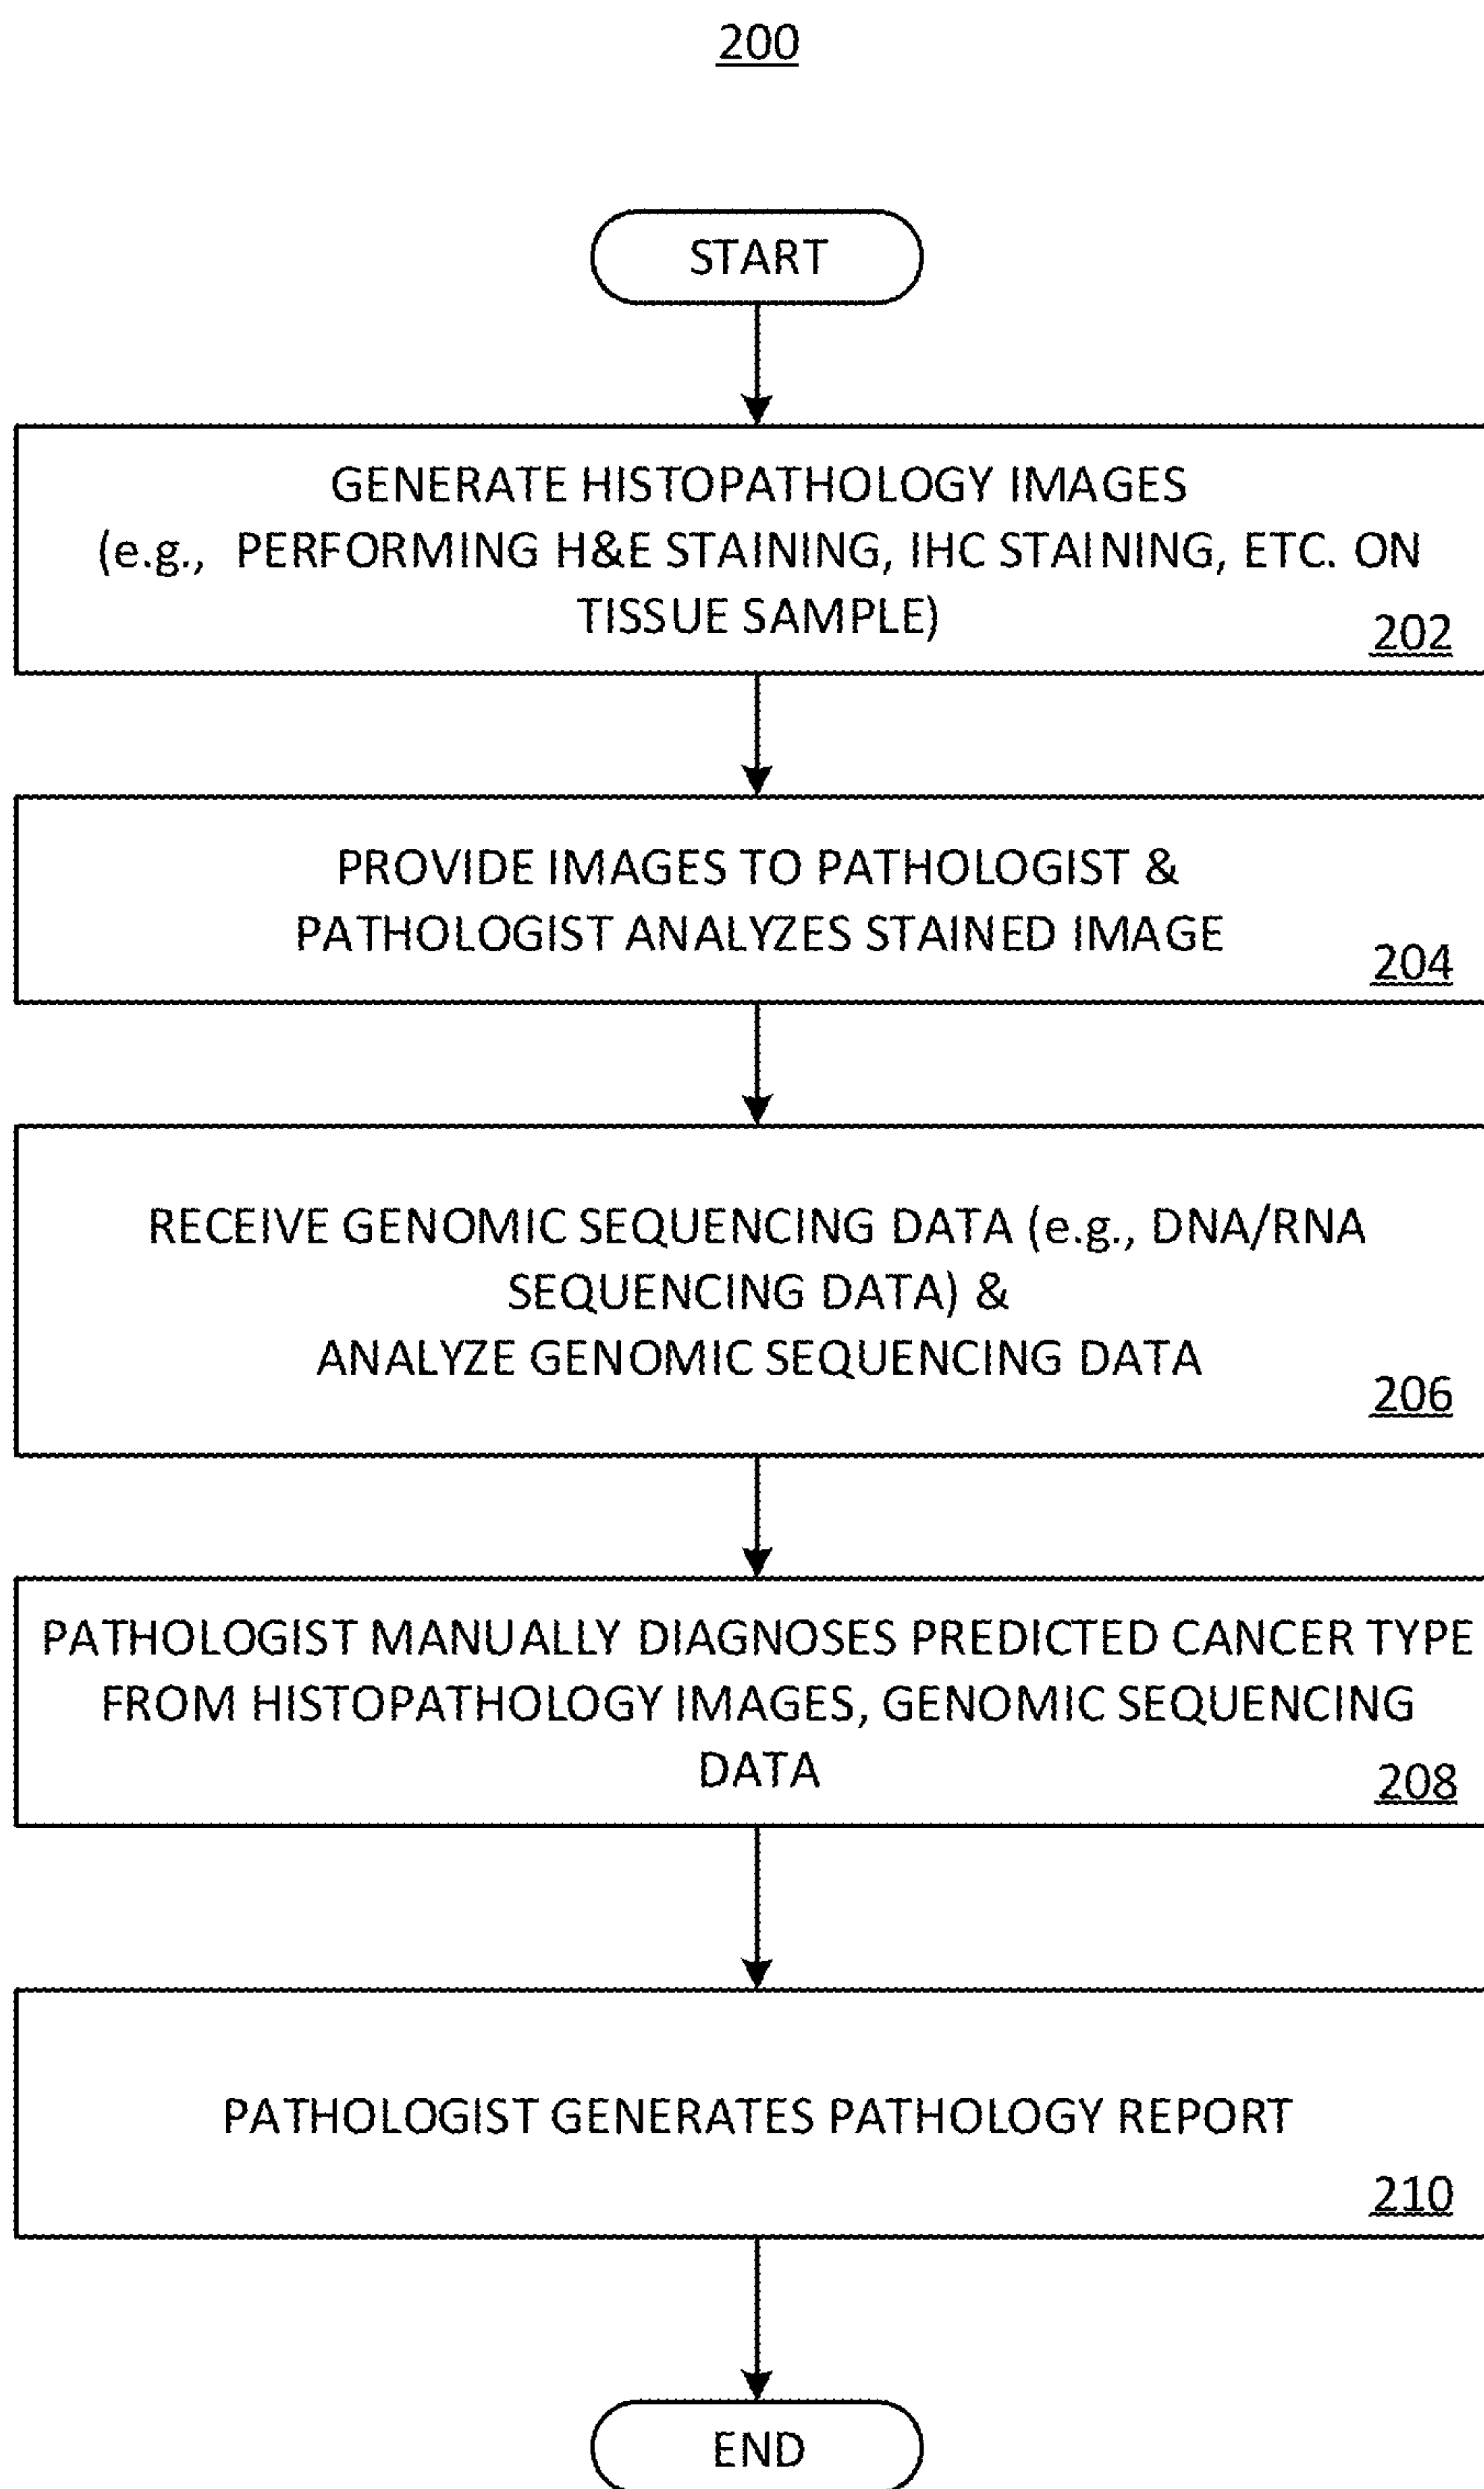 200
START
GENERATE HISTOPATHOLOGY IMAGES
(e.g., PERFORMING H&E STAINING, IHC STAINING, ETC. ON
TISSUE SAMPLE)
202
PROVIDE IMAGES TO PATHOLOGIST &
PATHOLOGIST ANALYZES STAINED IMAGE
204
RECEIVE GENOMIC SEQUENCING DATA (e.g., DNA/RNA
SEQUENCING DATA) &
ANALYZE GENOMIC SEQUENCING DATA
206
PATHOLOGIST MANUALLY DIAGNOSES PREDICTED CANCER TYPE
FROM HISTOPATHOLOGY IMAGES, GENOMIC SEQUENCING
DATA
208
PATHOLOGIST GENERATES PATHOLOGY REPORT
210
END